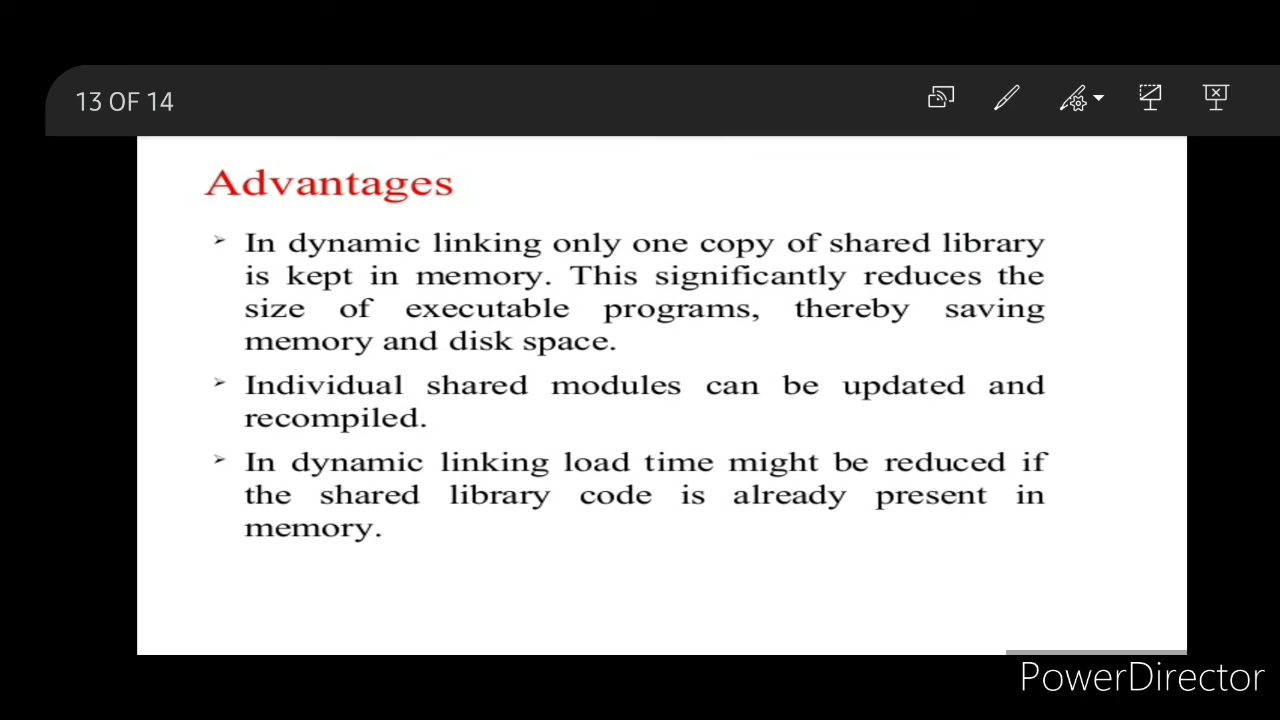 13 OF 14
Advantages
➢ In dynamic linking only one copy of shared library
is kept in memory. This significantly reduces the
size of executable programs, thereby saving
memory and disk space.
➢ Individual shared modules can be updated and
recompiled.
➢ In dynamic linking load time might be reduced if
the shared library code is already present in
memory.
PowerDirector